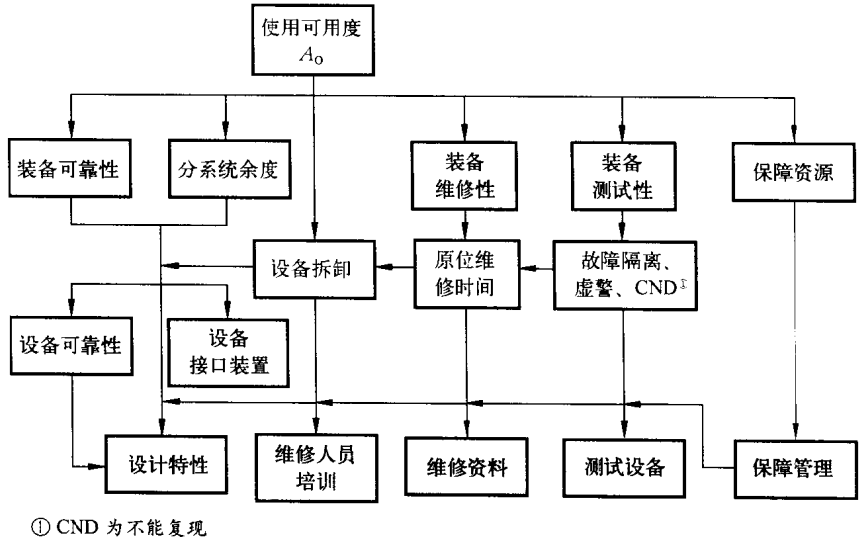 使用可用度
A₀
装备可靠性
分系统余度
装备
维修性
装备
测试性
保障资源
设备拆卸
原位维
修时间
故障隔离、
虚警、CND①
设备可靠性
设备
接口装置
设计特性
维修人员
培训
维修资料
测试设备
保障管理
① CND 为不能复现